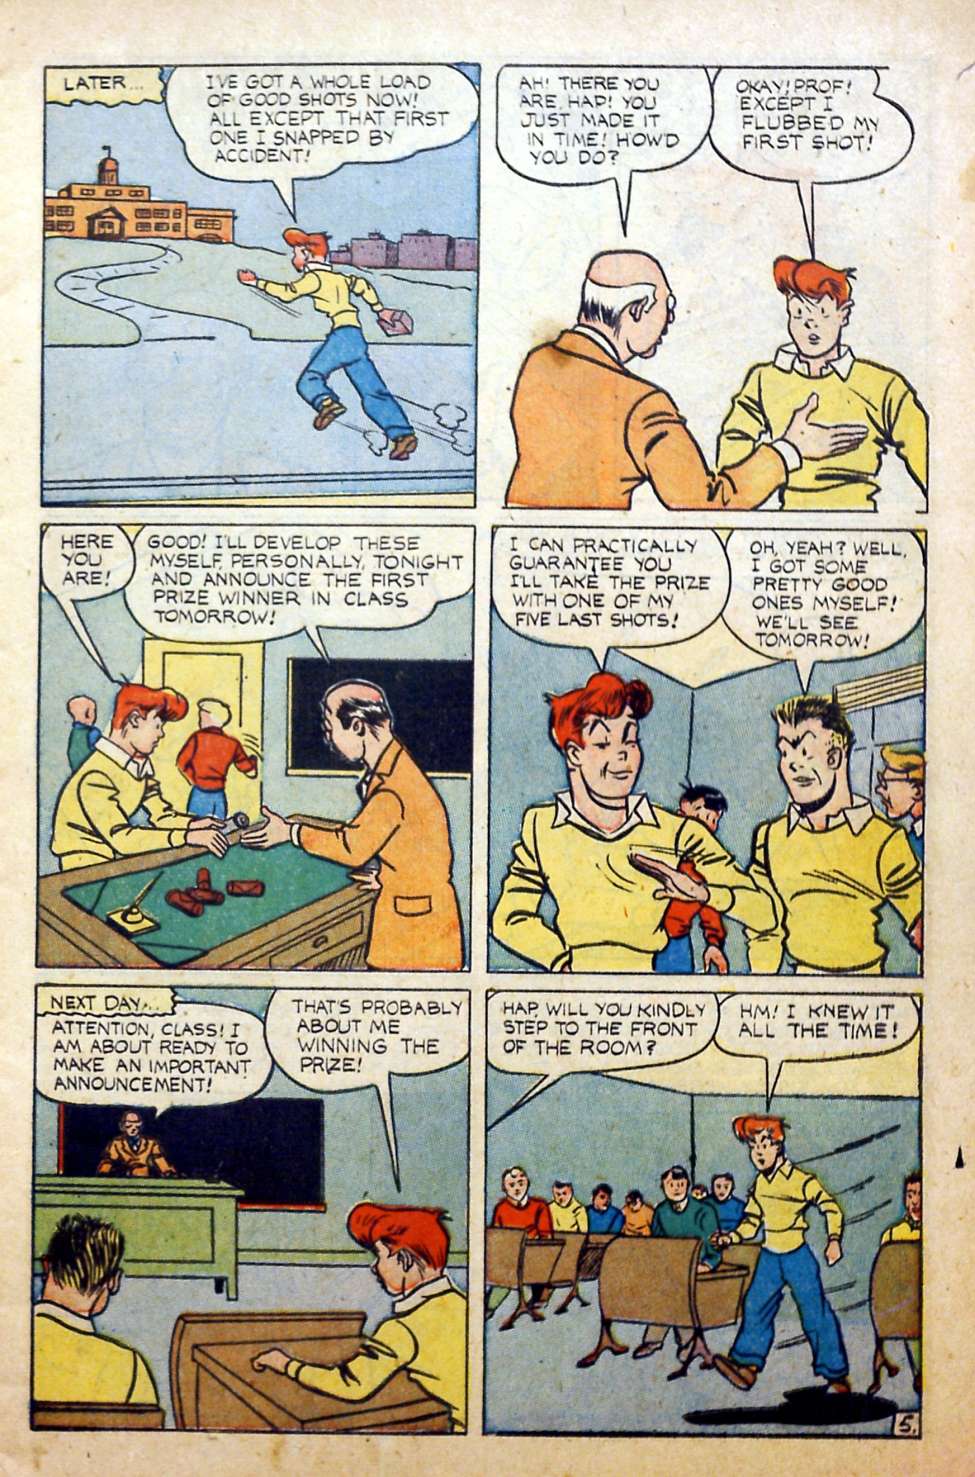 LATER...
I'VE GOT A WHOLE LOAD
OF GOOD SHOTS NOW!
ALL EXCEPT THAT FIRST
ONE I SNAPPED BY
ACCIDENT!
AH! THERE YOU
ARE, HAP! YOU
JUST MADE IT
IN TIME! HOW'D
YOU DO?
OKAY! PROF!
EXCEPT I
FLUBBED MY
FIRST SHOT!
HERE
YOU
ARE!
GOOD! I'LL DEVELOP THESE
MYSELF, PERSONALLY, TONIGHT
AND ANNOUNCE THE FIRST
PRIZE WINNER IN CLASS
TOMORROW!
I CAN PRACTICALLY
GUARANTEE YOU
I'LL TAKE THE PRIZE
WITH ONE OF MY
FIVE LAST SHOTS!
OH, YEAH? WELL,
I GOT SOME
PRETTY GOOD
ONES MYSELF!
WE'LL SEE
TOMORROW!
NEXT DAY...
ATTENTION, CLASS! I
AM ABOUT READY TO
MAKE AN IMPORTANT
ANNOUNCEMENT!
THAT'S PROBABLY
ABOUT ME
WINNING THE
PRIZE!
HAP, WILL YOU KINDLY
STEP TO THE FRONT
OF THE ROOM?
HM! I KNEW IT
ALL THE TIME!
5.